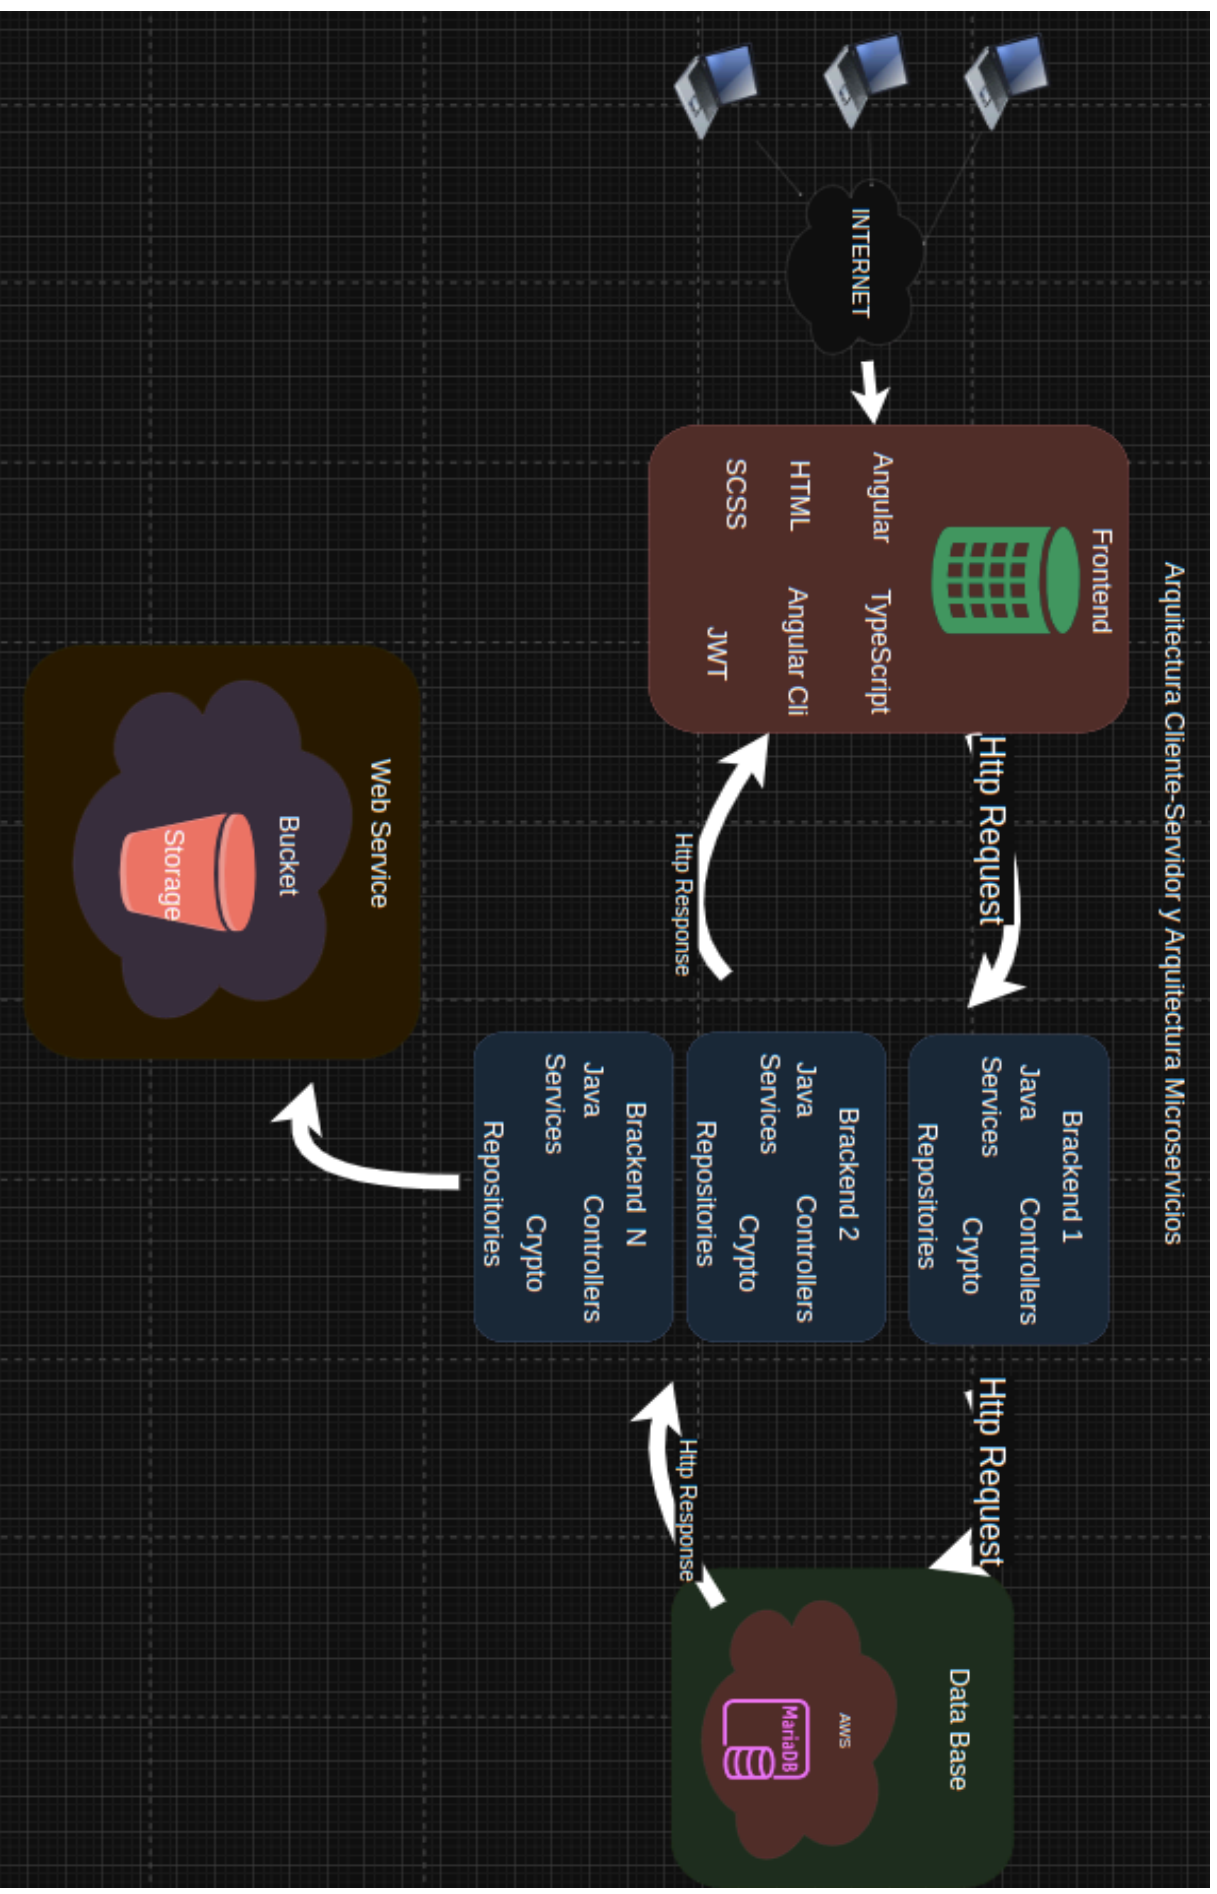 Arquitectura Cliente-Servidor y Arquitectura Microservicios
INTERNET
Frontend
Angular
TypeScript
HTML
Angular Cli
SCSS
JWT
Http Request
Http Response
Brackend 1
Java
Controllers
Services
Crypto
Repositories
Brackend 2
Java
Controllers
Services
Crypto
Repositories
Brackend N
Java
Controllers
Services
Crypto
Repositories
Http Request
Http Response
Data Base
AWS
MariaDB
Web Service
Bucket
Storage